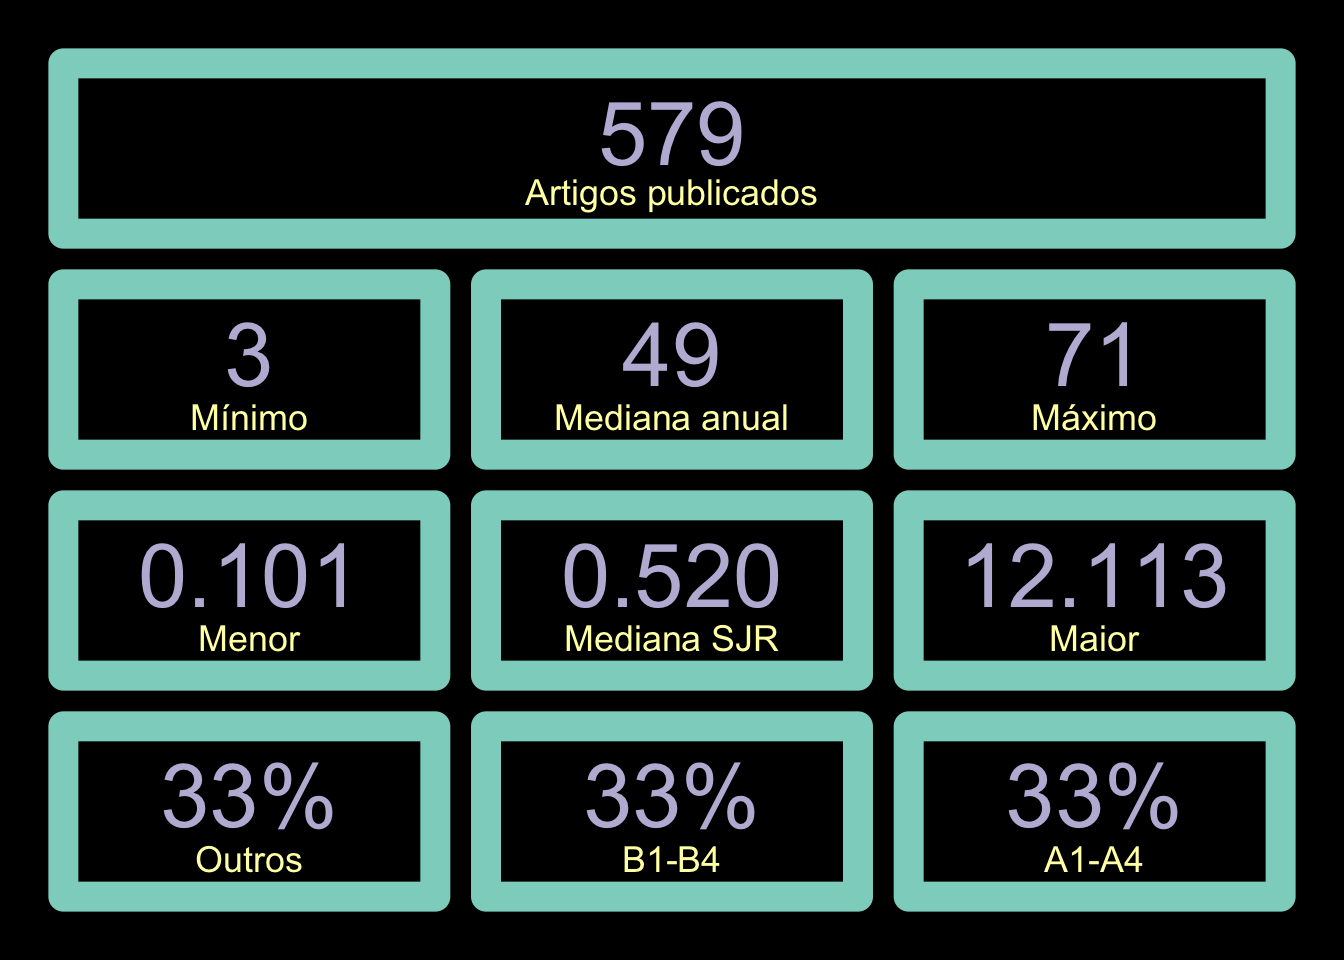 579
Artigos publicados
3
Mínimo
49
Mediana anual
71
Máximo
0.101
Menor
0.520
Mediana SJR
12.113
Maior
33%
Outros
33%
B1-B4
33%
A1-A4